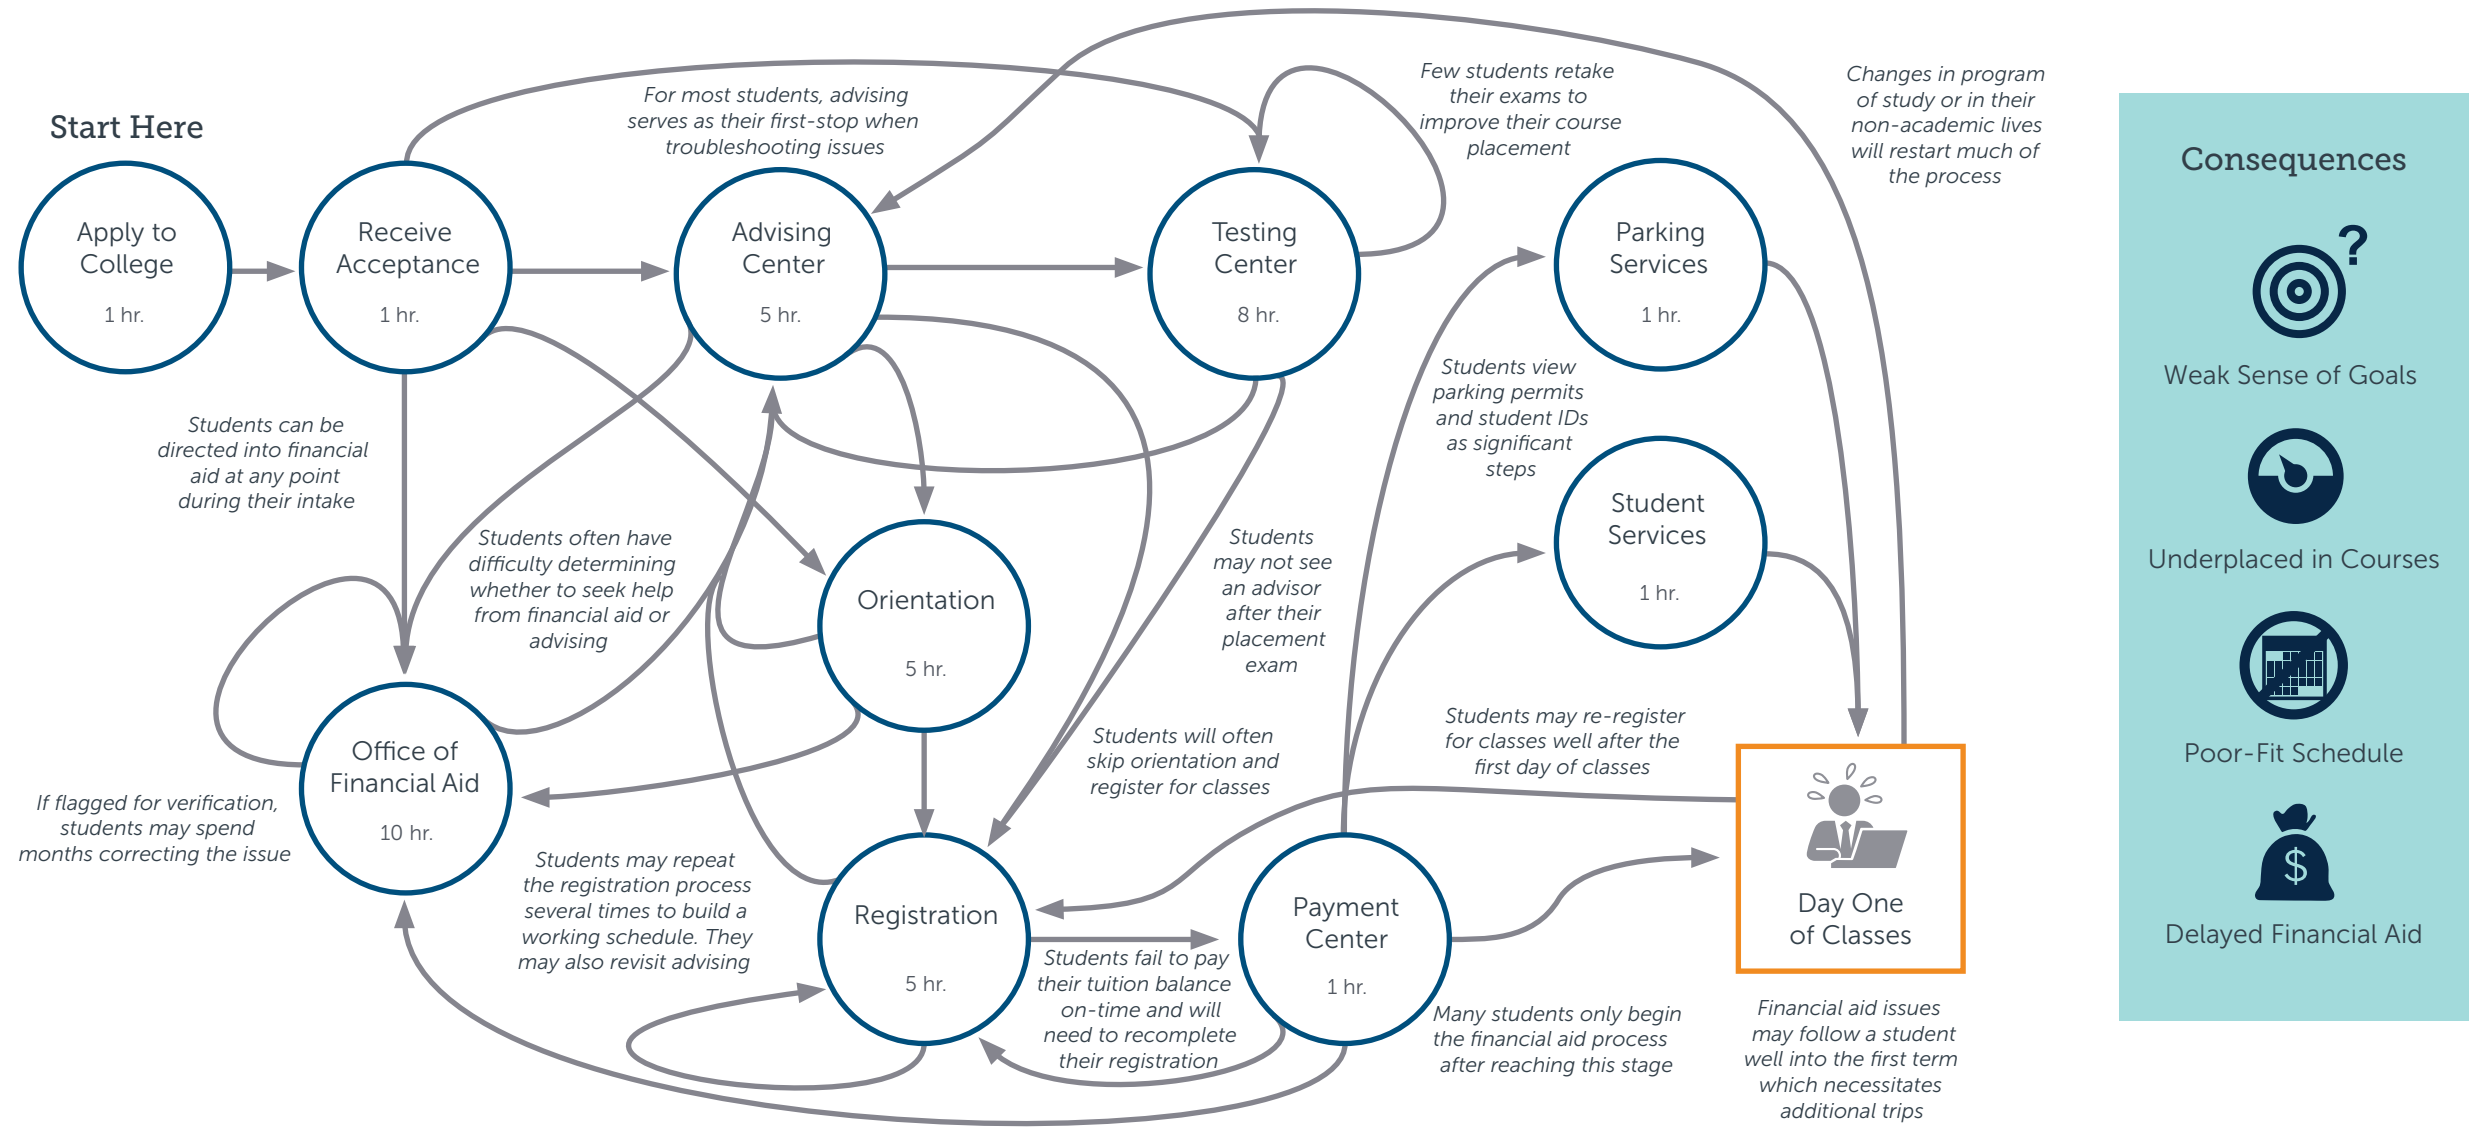 Start Here
Apply to
College
1 hr.
Receive
Acceptance
1 hr.
For most students, advising
serves as their first-stop when
troubleshooting issues
Advising
Center
5 hr.
Testing
Center
8 hr.
Few students retake
their exams to
improve their course
placement
Parking
Services
1 hr.
Changes in program
of study or in their
non-academic lives
will restart much of
the process
Students can be
directed into financial
aid at any point
during their intake
Students often have
difficulty determining
whether to seek help
from financial aid or
advising
Orientation
5 hr.
Students
may not see
an advisor
after their
placement
exam
Students view
parking permits
and student IDs
as significant
steps
Student
Services
1 hr.
Office of
Financial Aid
10 hr.
If flagged for verification,
students may spend
months correcting the issue
Students may repeat
the registration process
several times to build a
working schedule. They
may also revisit advising
Students will often
skip orientation and
register for classes
Registration
5 hr.
Students fail to pay
their tuition balance
on-time and will
need to recomplete
their registration
Payment
Center
1 hr.
Students may re-register
for classes well after the
first day of classes
Many students only begin
the financial aid process
after reaching this stage
Day One
of Classes
Financial aid issues
may follow a student
well into the first term
which necessitates
additional trips
Consequences
?
Weak Sense of Goals
Underplaced in Courses
Poor-Fit Schedule
$
Delayed Financial Aid